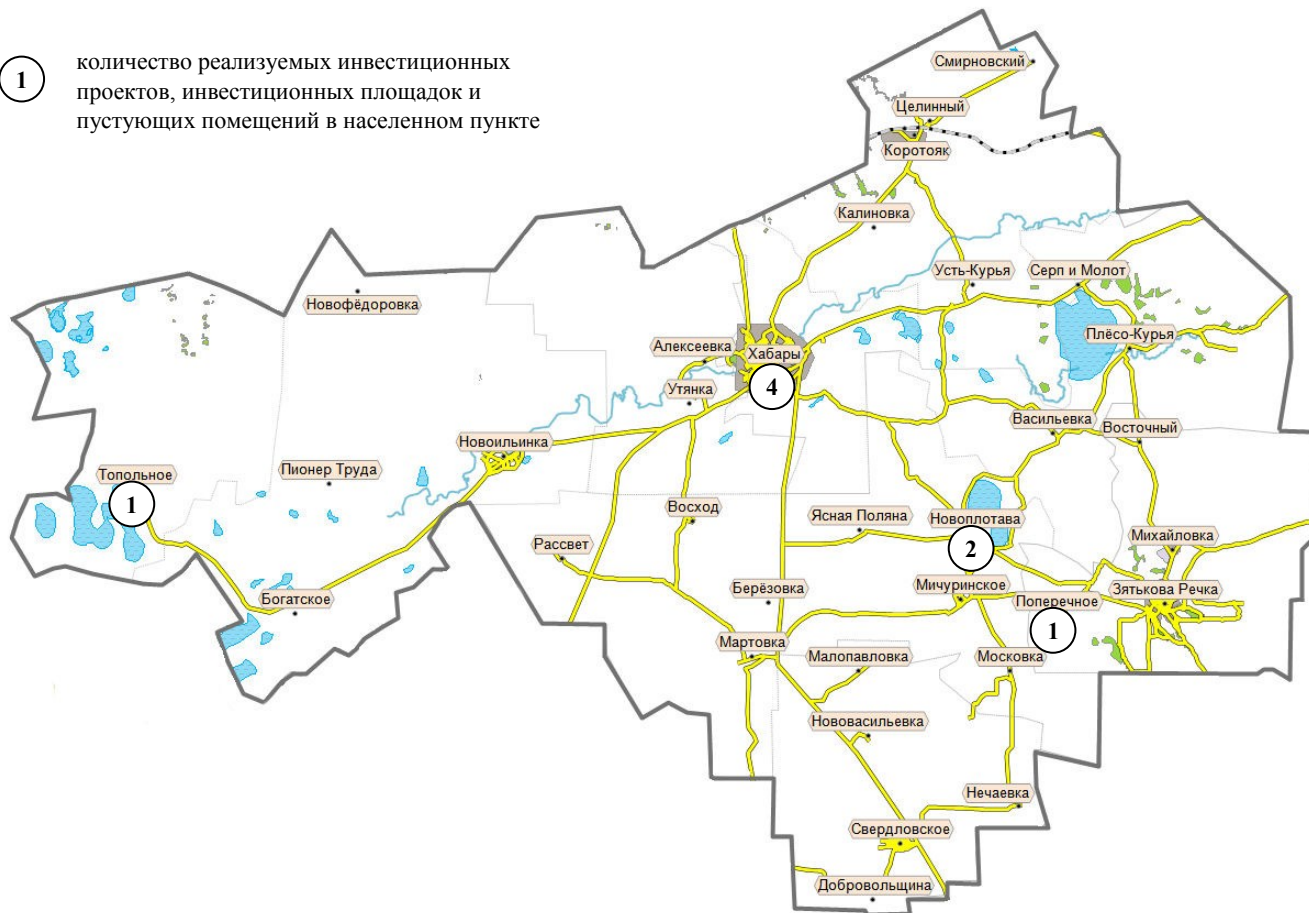 1
количество реализуемых инвестиционных
проектов, инвестиционных площадок и
пустующих помещений в населенном пункте
Смирновский
Целинный
Коротояк
Калиновка
Усть-Курья
Серп и Молот
Новофёдоровка
Плёсо-Курья
Алексеевка
Хабары
4
Утянка
Васильевка
Восточный
Новоильинка
Топольное
1
Пионер Труда
Восход
Ясная Поляна
Новоплотава
2
Рассвет
Михайловка
Берёзовка
Мичуринское
Зятькова Речка
Богатское
Поперечное
1
Мартовка
Малопавловка
Московка
Нововасильевка
Нечаевка
Свердловское
Добровольщина